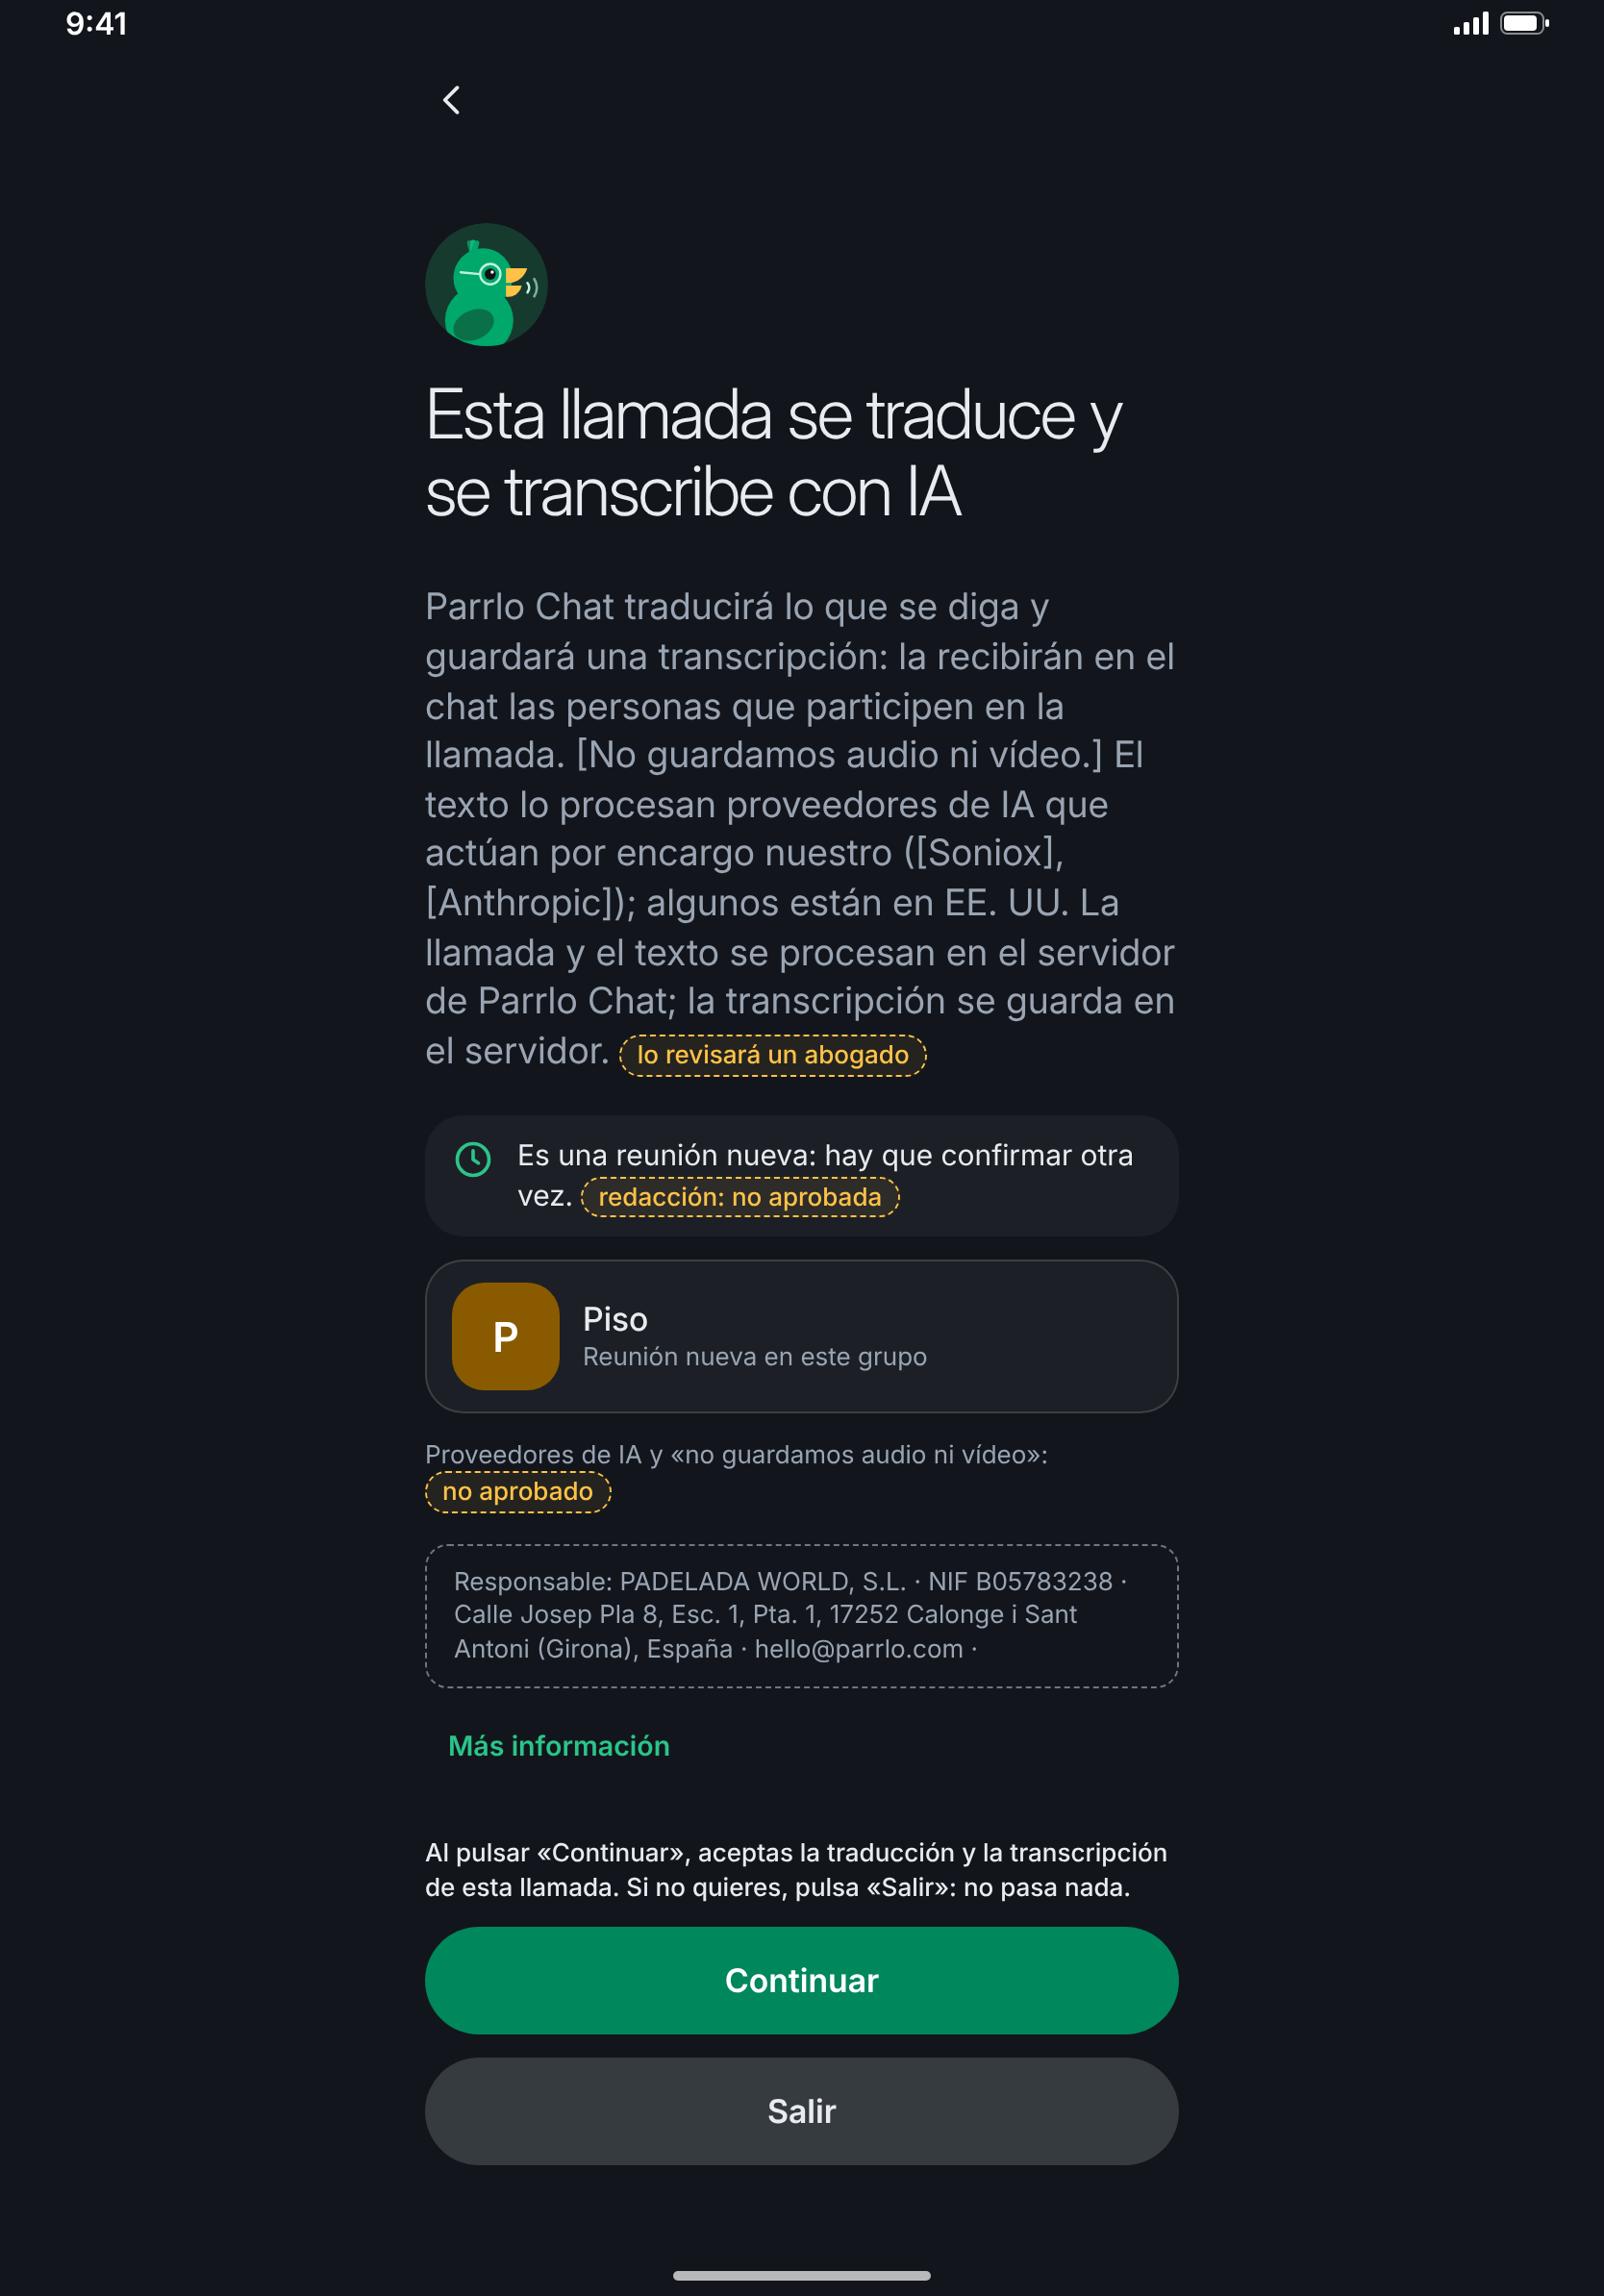 9:41
Esta llamada se traduce y
se transcribe con IA
Parrlo Chat traducirá lo que se diga y
guardará una transcripción: la recibirán en el
chat las personas que participen en la
llamada. [No guardamos audio ni vídeo.] El
texto lo procesan proveedores de IA que
actúan por encargo nuestro ([Soniox],
[Anthropic]); algunos están en EE. UU. La
llamada y el texto se procesan en el servidor
de Parrlo Chat; la transcripción se guarda en
el servidor. lo revisará un abogado
Es una reunión nueva: hay que confirmar otra
vez. redacción: no aprobada
P
Piso
Reunión nueva en este grupo
Proveedores de IA y «no guardamos audio ni vídeo»:
no aprobado
Responsable: PADELADA WORLD, S.L. · NIF B05783238 ·
Calle Josep Pla 8, Esc. 1, Pta. 1, 17252 Calonge i Sant
Antoni (Girona), España · hello@parrlo.com ·
Más información
Al pulsar «Continuar», aceptas la traducción y la transcripción
de esta llamada. Si no quieres, pulsa «Salir»: no pasa nada.
Continuar
Salir